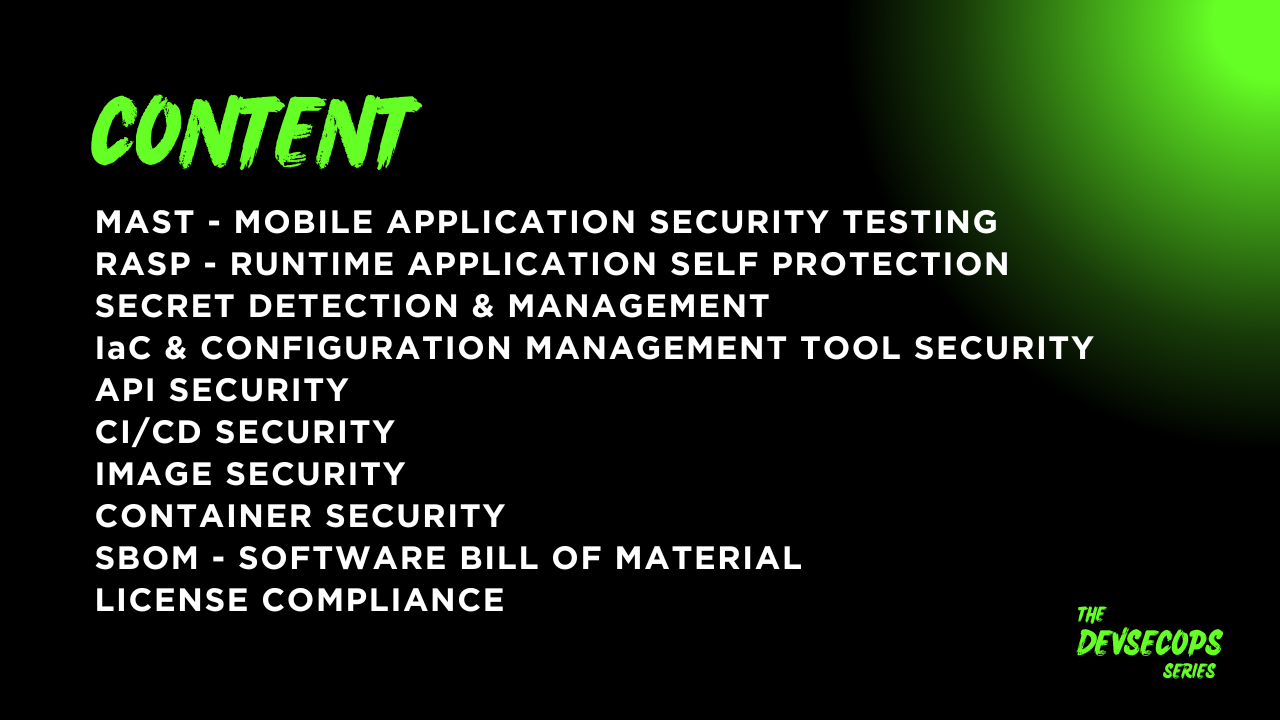 CONTENT
MAST - MOBILE APPLICATION SECURITY TESTING
RASP - RUNTIME APPLICATION SELF PROTECTION
SECRET DETECTION & MANAGEMENT
IaC & CONFIGURATION MANAGEMENT TOOL SECURITY
API SECURITY
CI/CD SECURITY
IMAGE SECURITY
CONTAINER SECURITY
SBOM - SOFTWARE BILL OF MATERIAL
LICENSE COMPLIANCE
THE
DEVSECOPS
SERIES